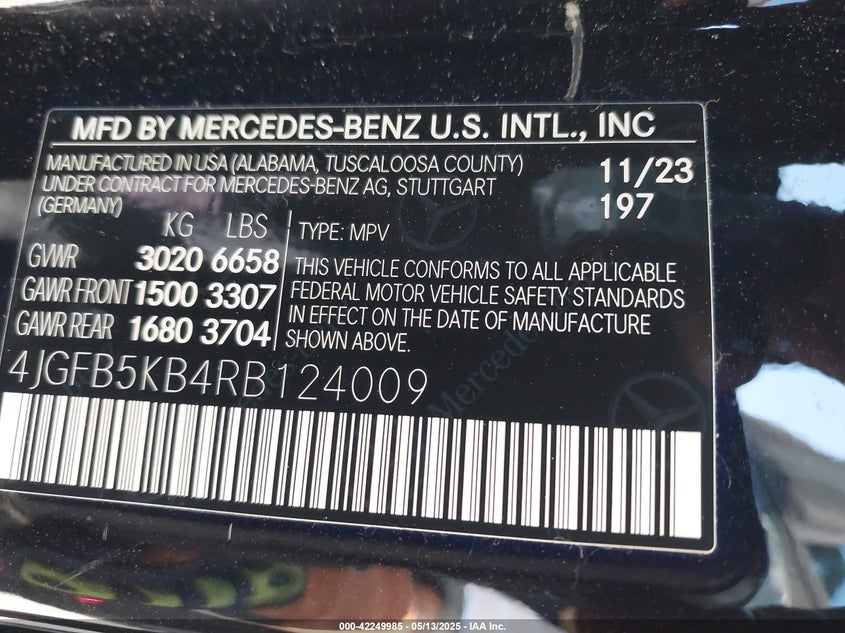 MFD BY MERCEDES-BENZ U.S. INTL., INC
MANUFACTURED IN USA (ALABAMA, TUSCALOOSA COUNTY)
UNDER CONTRACT FOR MERCEDES-BENZ AG, STUTTGART
(GERMANY)
11/23
197
KG LBS
GVWR 3020 6658
GAWR FRONT 1500 3307
GAWR REAR 1680 3704
TYPE: MPV
THIS VEHICLE CONFORMS TO ALL APPLICABLE
FEDERAL MOTOR VEHICLE SAFETY STANDARDS
IN EFFECT ON THE DATE OF MANUFACTURE
SHOWN ABOVE.
4JGFB5KB4RB124009
000-42249985 - 05/13/2025 - IAA Inc.